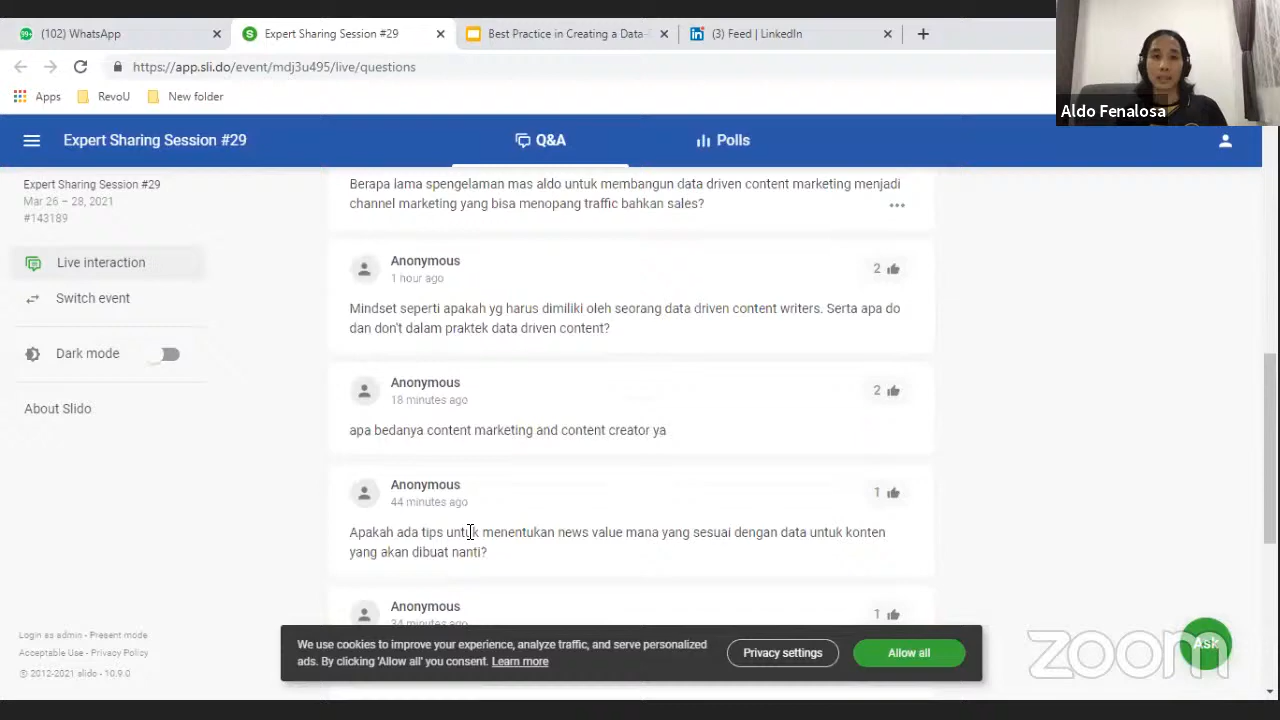 99+ (102) WhatsApp
Expert Sharing Session #29
Best Practice in Creating a Data-
(3) Feed | LinkedIn
https://app.sli.do/event/mdj3u495/live/questions
Apps
RevoU
New folder
Aldo Fenalosa
Expert Sharing Session #29
Q&A
Polls
Expert Sharing Session #29
Mar 26 – 28, 2021
#143189
Live interaction
Switch event
Dark mode
About Slido
Berapa lama spengelaman mas aldo untuk membangun data driven content marketing menjadi
channel marketing yang bisa menopang traffic bahkan sales?
Anonymous
2
1 hour ago
Mindset seperti apakah yg harus dimiliki oleh seorang data driven content writers. Serta apa do
dan don't dalam praktek data driven content?
Anonymous
2
18 minutes ago
apa bedanya content marketing and content creator ya
Anonymous
1
44 minutes ago
Apakah ada tips untuk menentukan news value mana yang sesuai dengan data untuk konten
yang akan dibuat nanti?
Anonymous
1
34 minutes ago
We use cookies to improve your experience, analyze traffic, and serve personalized
ads. By clicking 'Allow all' you consent. Learn more
Privacy settings
Allow all
Login as admin - Present mode
Acceptable Use - Privacy Policy
© 2012-2021 slido - 10.9.0
Ask
zoom